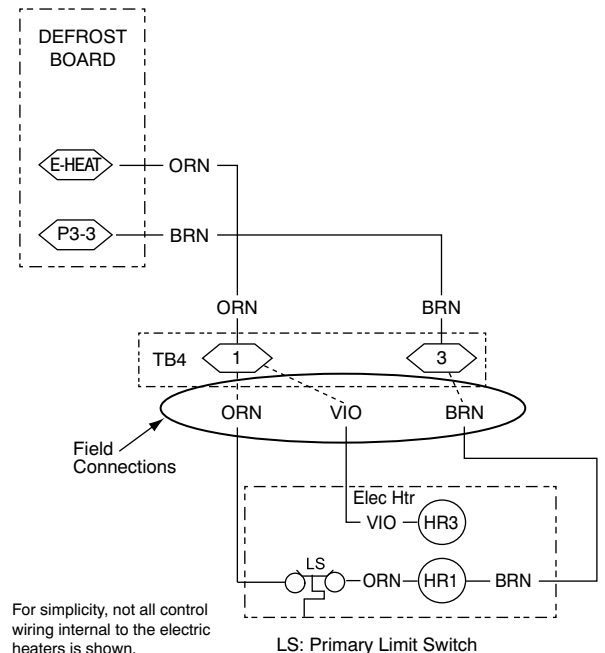 DEFROST
BOARD
E-HEAT
ORN
P3-3
BRN
ORN
BRN
TB4
1
3
ORN
VIO
BRN
Field
Connections
Elec Htr
VIO
HR3
LS
ORN
HR1
BRN
For simplicity, not all control
wiring internal to the electric
heaters is shown.
LS: Primary Limit Switch